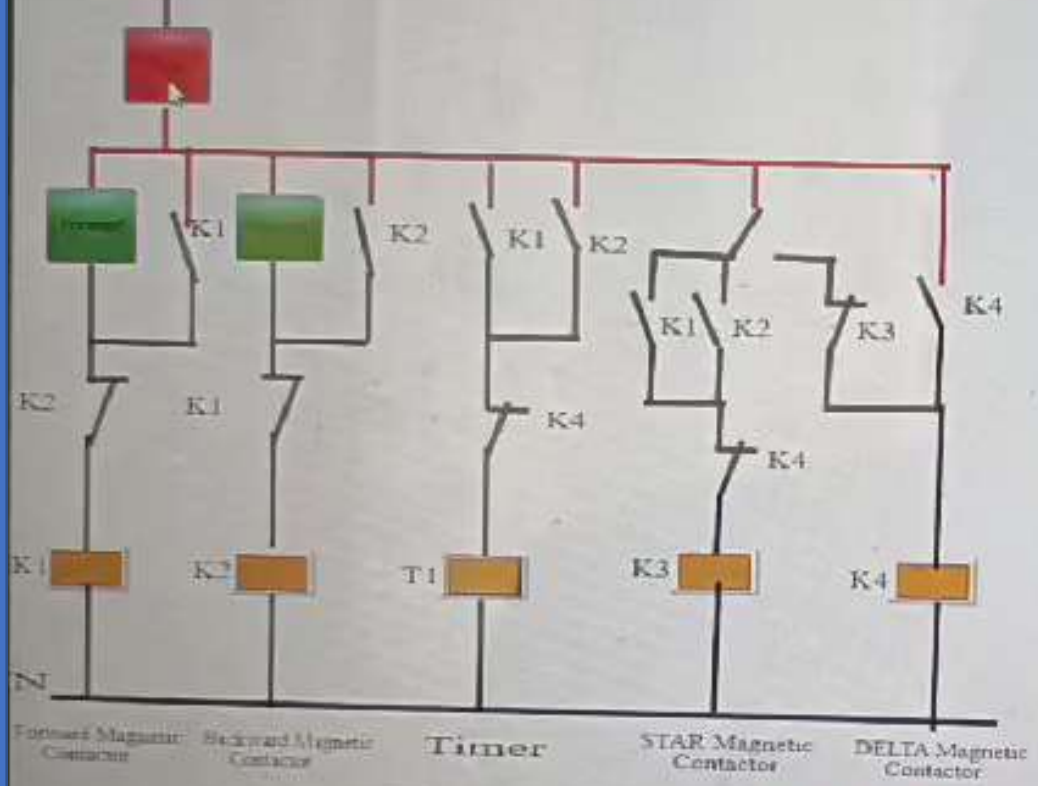 Forward
K1
K2
K1
K2
K1
K2
K3
K4
K2
K1
K4
K4
K1
K2
T1
K3
K4
N
Forward Magnetic
Contactor
Backward Magnetic
Contactor
Timer
STAR Magnetic
Contactor
DELTA Magnetic
Contactor